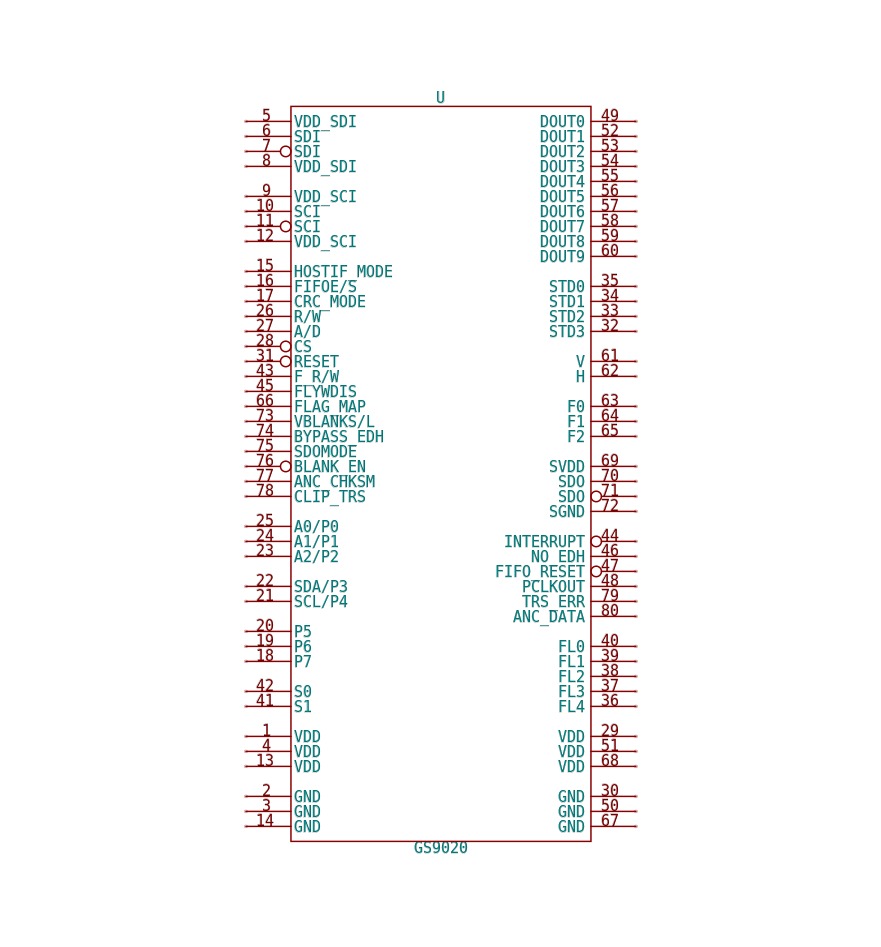 U
5 VDD_SDI DOUT0 49
6 SDI DOUT1 52
7 SDI DOUT2 53
8 VDD_SDI DOUT3 54
DOUT4 55
9 VDD_SCI DOUT5 56
10 SCI DOUT6 57
11 SCI DOUT7 58
12 VDD_SCI DOUT8 59
DOUT9 60
15 HOSTIF_MODE
16 FIFOE/S̅ STD0 35
17 CRC_MODE STD1 34
26 R/W STD2 33
27 A/D STD3 32
28 CS
31 RESET V 61
43 F_R/W H 62
45 FLYWDIS
66 FLAG_MAP F0 63
73 VBLANKS/L F1 64
74 BYPASS_EDH F2 65
75 SDOMODE
76 BLANK_EN SVDD 69
77 ANC_CHKSM SDO 70
78 CLIP_TRS SDO 71
SGND 72
25 A0/P0
24 A1/P1 INTERRUPT 44
23 A2/P2 NO_EDH 46
FIFO_RESET 47
22 SDA/P3 PCLKOUT 48
21 SCL/P4 TRS_ERR 79
ANC_DATA 80
20 P5
19 P6 FL0 40
18 P7 FL1 39
FL2 38
42 S0 FL3 37
41 S1 FL4 36
1 VDD VDD 29
4 VDD VDD 51
13 VDD VDD 68
2 GND GND 30
3 GND GND 50
14 GND GND 67
GS9020